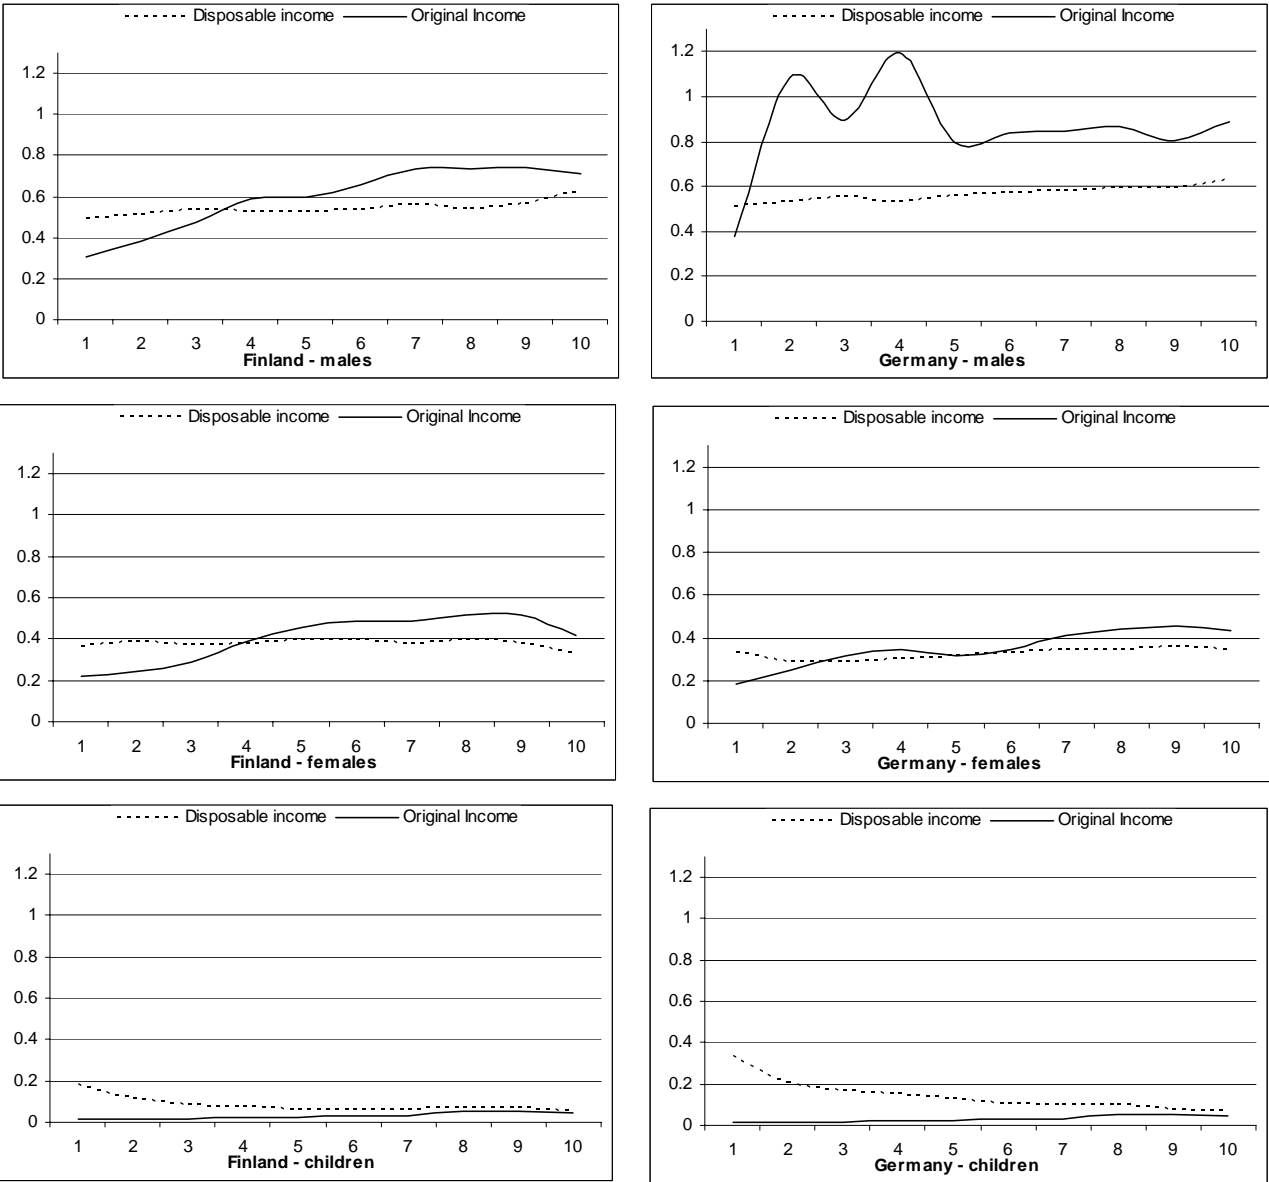 Disposable income Original Income
1.2
1
0.8
0.6
0.4
0.2
0
1 2 3 4 5 6 7 8 9 10
Finland - males
Disposable income Original Income
1.2
1
0.8
0.6
0.4
0.2
0
1 2 3 4 5 6 7 8 9 10
Germany - males
Disposable income Original Income
1.2
1
0.8
0.6
0.4
0.2
0
1 2 3 4 5 6 7 8 9 10
Finland - females
Disposable income Original Income
1.2
1
0.8
0.6
0.4
0.2
0
1 2 3 4 5 6 7 8 9 10
Germany - females
Disposable income Original Income
1.2
1
0.8
0.6
0.4
0.2
0
1 2 3 4 5 6 7 8 9 10
Finland - children
Disposable income Original Income
1.2
1
0.8
0.6
0.4
0.2
0
1 2 3 4 5 6 7 8 9 10
Germany - children